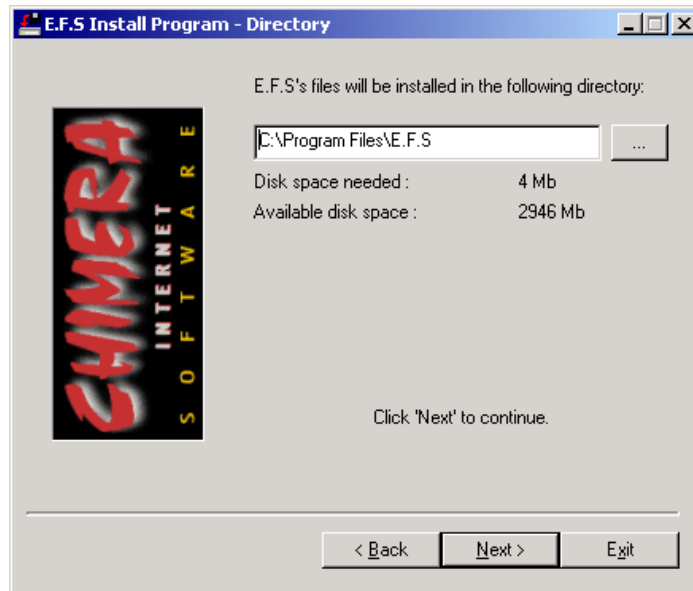 E.F.S Install Program - Directory
E.F.S's files will be installed in the following directory:
C:\Program Files\E.F.S
...
Disk space needed : 4 Mb
Available disk space : 2946 Mb
CHIMERA
INTERNET
SOFTWARE
Click 'Next' to continue.
< Back
Next >
Exit